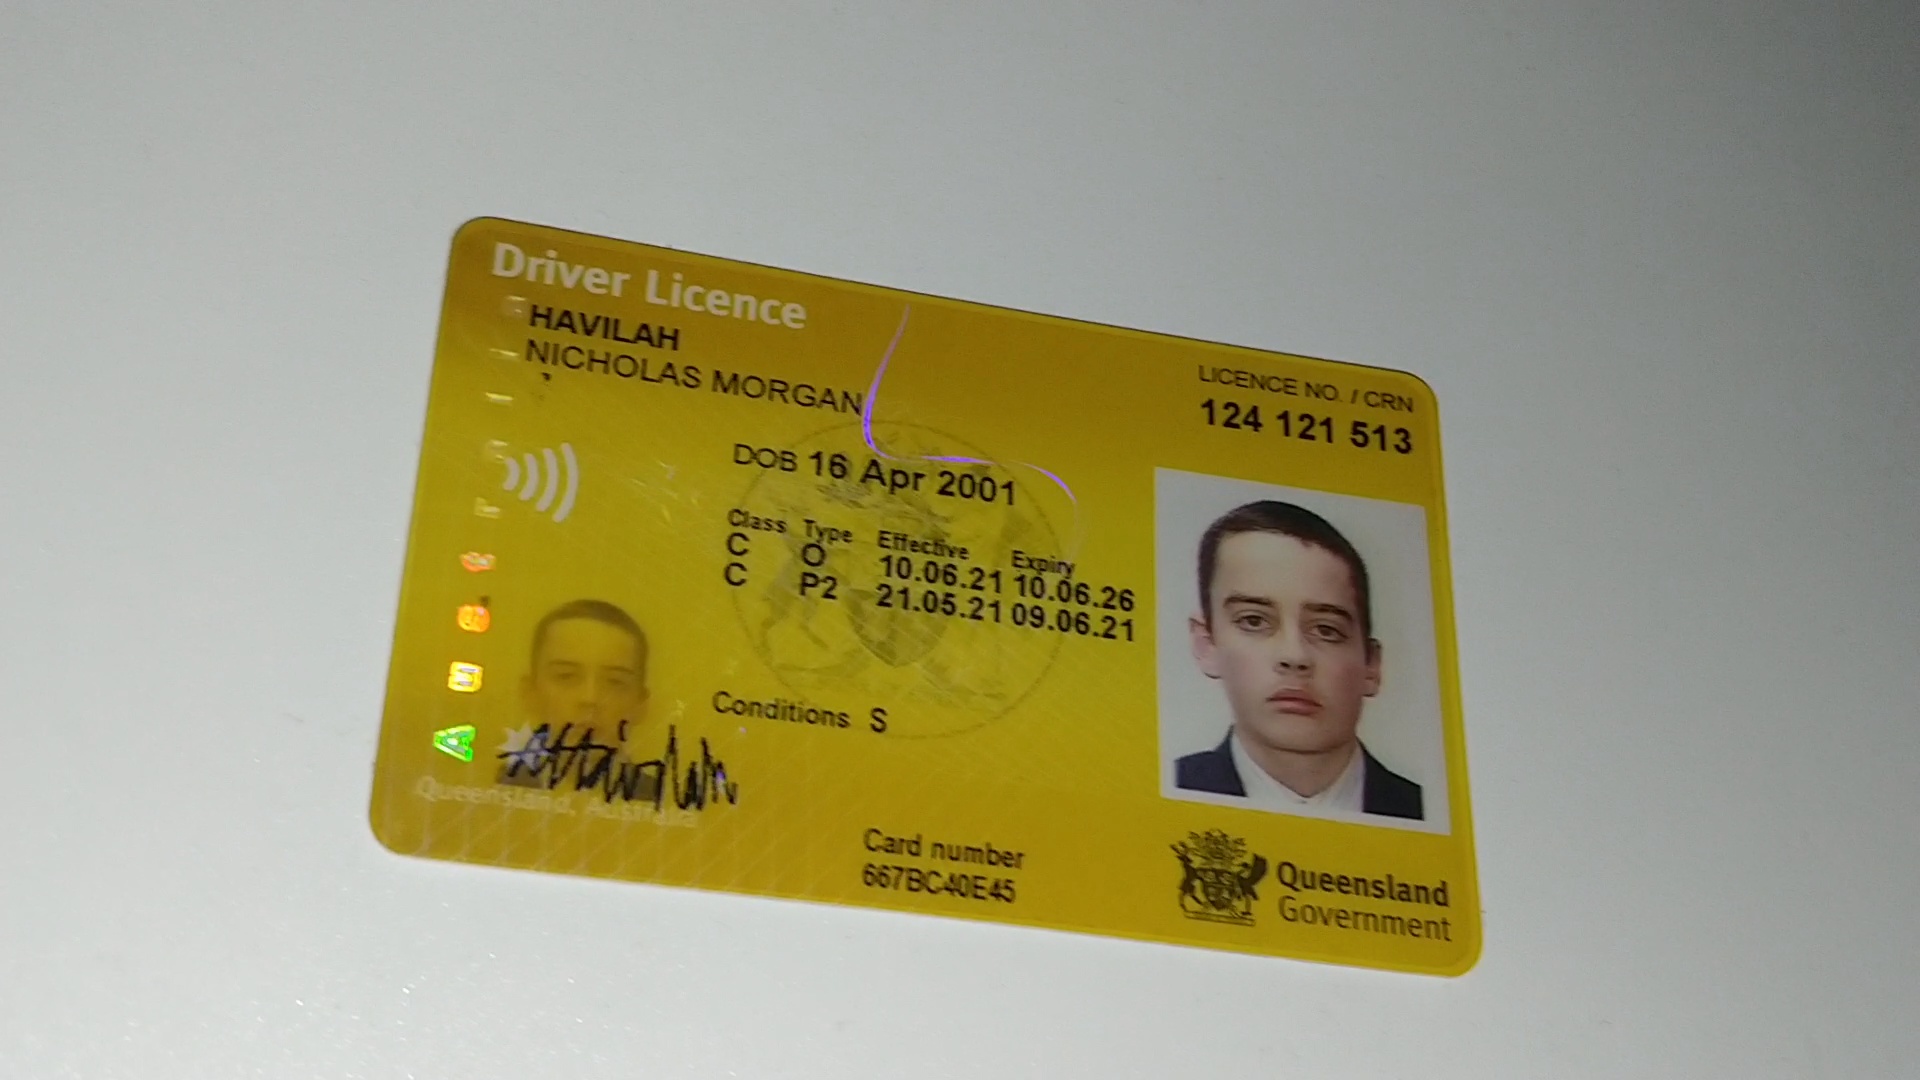 Driver Licence
HAVILAH
NICHOLAS MORGAN
LICENCE NO. / CRN
124 121 513
DOB 16 Apr 2001
Class Type Effective Expiry
C O 10.06.21 10.06.26
C P2 21.05.21 09.06.21
Conditions S
Queensland, Australia
Card number
667BC40E45
Queensland
Government